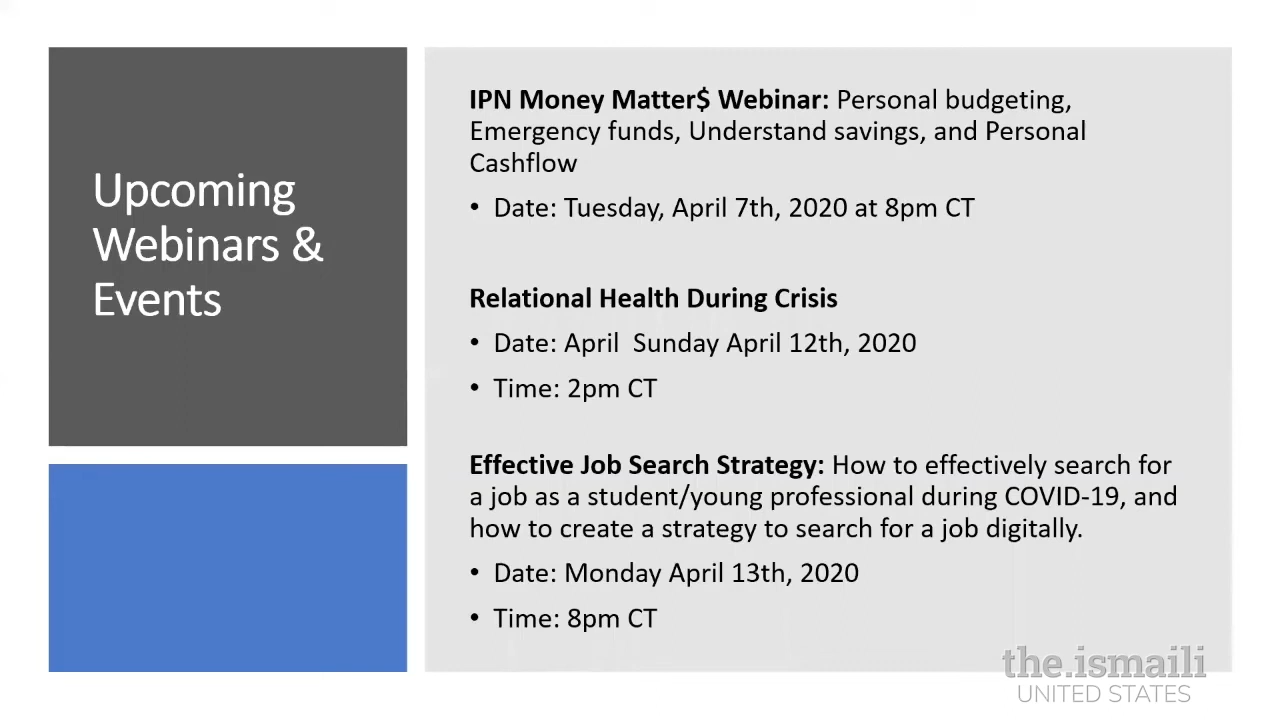 Upcoming
Webinars &
Events
IPN Money Matter$ Webinar: Personal budgeting,
Emergency funds, Understand savings, and Personal
Cashflow
• Date: Tuesday, April 7th, 2020 at 8pm CT
Relational Health During Crisis
• Date: April  Sunday April 12th, 2020
• Time: 2pm CT
Effective Job Search Strategy: How to effectively search for
a job as a student/young professional during COVID-19, and
how to create a strategy to search for a job digitally.
• Date: Monday April 13th, 2020
• Time: 8pm CT
the.ismaili
UNITED STATES